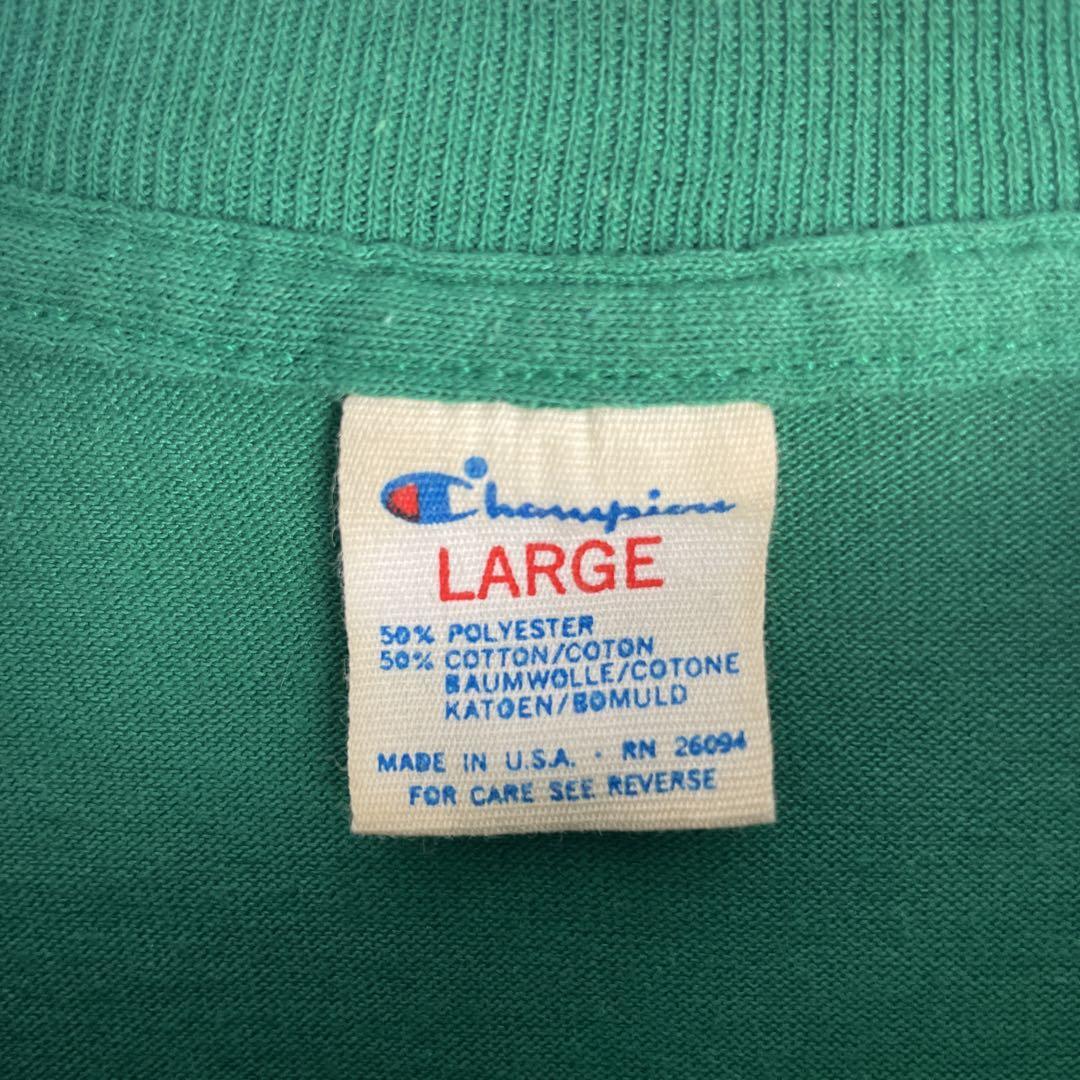 Champion
LARGE
50% POLYESTER
50% COTTON/COTON
BAUMWOLLE/COTONE
KATOEN/BOMULD
MADE IN U.S.A. · RN 26094
FOR CARE SEE REVERSE